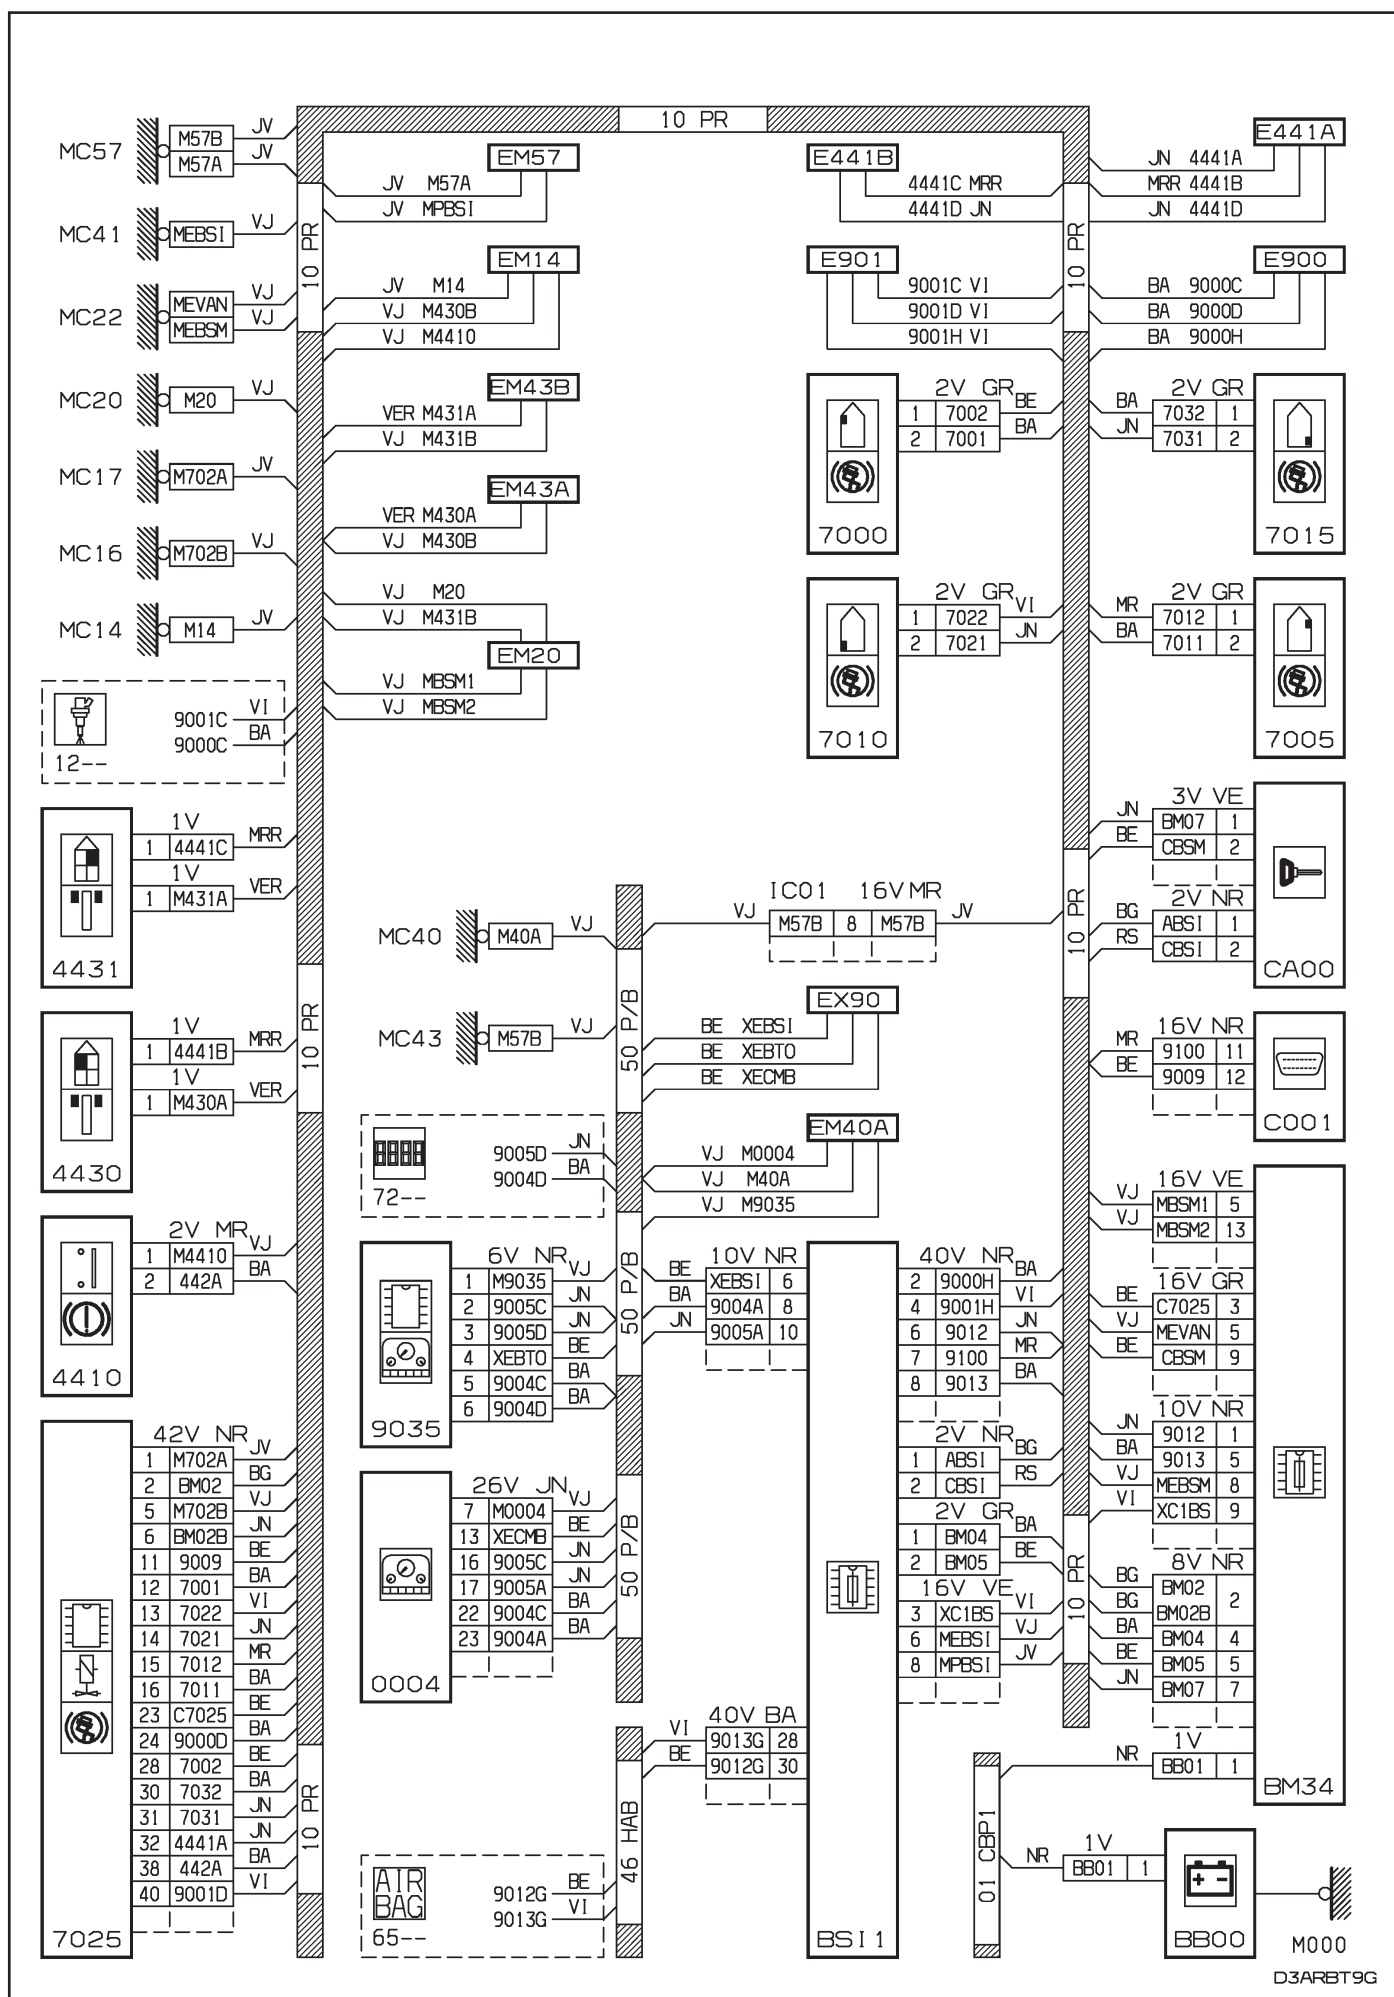 10 PR
MC57
M57B JV
M57A JV
MC41
MEBSI VJ
MC22
MEVAN VJ
MEBSM VJ
MC20
M20 VJ
MC17
M702A JV
MC16
M702B VJ
MC14
M14 JV
10 PR
EM57
JV M57A
JV MPBSI
EM14
JV M14
VJ M430B
VJ M4410
EM43B
VER M431A
VJ M431B
EM43A
VER M430A
VJ M430B
VJ M20
VJ M431B
EM20
VJ MBSM1
VJ MBSM2
E441B
4441C MRR
4441D JN
E901
9001C VI
9001D VI
9001H VI
10 PR
E441A
JN 4441A
MRR 4441B
JN 4441D
E900
BA 9000C
BA 9000D
BA 9000H
2V GR
1 7002 BE
2 7001 BA
7000
2V GR
BA 7032 1
JN 7031 2
7015
2V GR
1 7022 VI
2 7021 JN
7010
2V GR
MR 7012 1
BA 7011 2
7005
9001C VI
9000C BA
12--
1V
1 4441C MRR
1V
1 M431A VER
4431
1V
1 4441B MRR
1V
1 M430A VER
4430
10 PR
2V MR
1 M4410 VJ
2 442A BA
4410
42V NR
1 M702A JV
2 BM02 BG
5 M702B VJ
6 BM02B JN
11 9009 BE
12 7001 BA
13 7022 VI
14 7021 JN
15 7012 MR
16 7011 BA
23 C7025 BE
24 9000D BA
28 7002 BE
30 7032 BA
31 7031 JN
32 4441A JN
38 442A BA
40 9001D VI
7025
10 PR
MC40
M40A VJ
MC43
M57B VJ
50 P/B
VJ
IC01 16V MR
M57B 8 M57B
JV
EX90
BE XEBSI
BE XEBTO
BE XECMB
EM40A
VJ M0004
VJ M40A
VJ M9035
9005D JN
9004D BA
72--
6V NR
1 M9035 VJ
2 9005C JN
3 9005D JN
4 XEBTO BE
5 9004C BA
6 9004D BA
9035
50 P/B
26V JN
7 M0004 VJ
13 XECMB BE
16 9005C JN
17 9005A JN
22 9004C BA
23 9004A BA
0004
50 P/B
10V NR
BE XEBSI 6
BA 9004A 8
JN 9005A 10
40V NR
2 9000H BA
4 9001H VI
6 9012 JN
7 9100 MR
8 9013 BA
2V NR
1 ABSI BG
2 CBSI RS
2V GR
1 BM04 BA
2 BM05 BE
16V VE
3 XC1BS VI
6 MEBSI VJ
8 MPBSI JV
40V BA
VI 9013G 28
BE 9012G 30
BSI1
46 HAB
AIR
BAG
9012G BE
9013G VI
65--
3V VE
JN BM07 1
BE CBSM 2
2V NR
BG ABSI 1
RS CBSI 2
CA00
10 PR
16V NR
MR 9100 11
BE 9009 12
C001
16V VE
VJ MBSM1 5
VJ MBSM2 13
16V GR
BE C7025 3
VJ MEVAN 5
BE CBSM 9
10V NR
JN 9012 1
BA 9013 5
VJ MEBSM 8
VI XC1BS 9
8V NR
BG BM02
BG BM02B 2
BA BM04 4
BE BM05 5
JN BM07 7
1V
NR BB01 1
BM34
10 PR
01 CBP1
1V
NR BB01 1
+ -
BB00
M000
D3ARBT9G